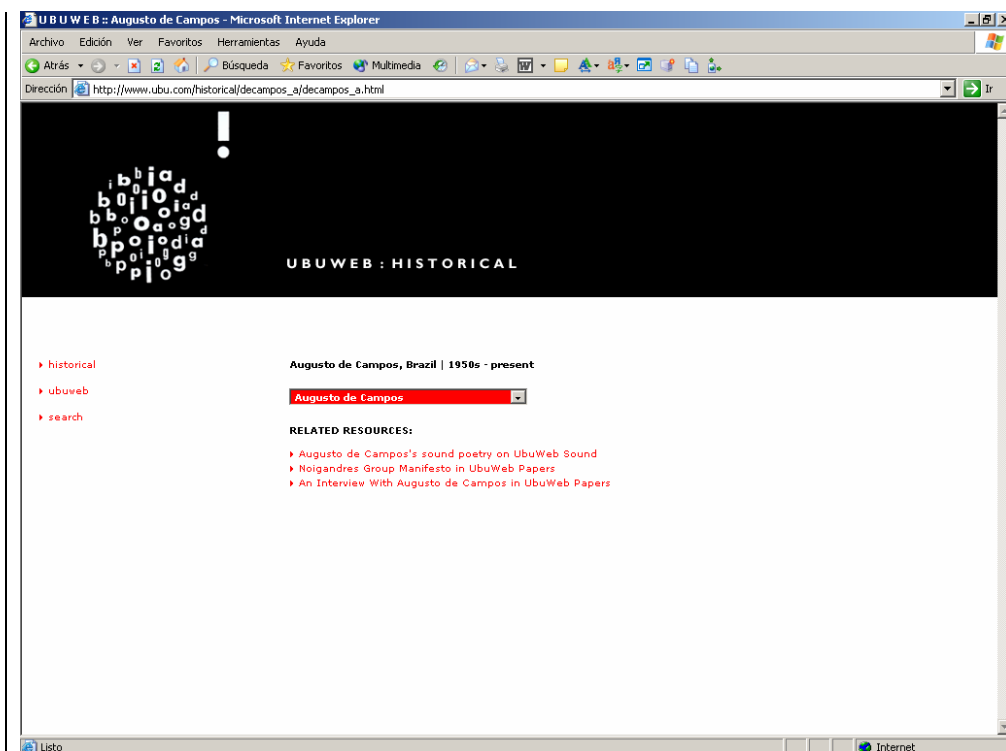 U B U W E B :: Augusto de Campos - Microsoft Internet Explorer
Archivo Edición Ver Favoritos Herramientas Ayuda
Atrás Búsqueda Favoritos Multimedia
Dirección http://www.ubu.com/historical/decampos_a/decampos_a.html Ir
!
UBUWEB : HISTORICAL
historical
ubuweb
search
Augusto de Campos, Brazil | 1950s - present
Augusto de Campos
RELATED RESOURCES:
Augusto de Campos's sound poetry on UbuWeb Sound
Noigandres Group Manifesto in UbuWeb Papers
An Interview With Augusto de Campos in UbuWeb Papers
Listo Internet